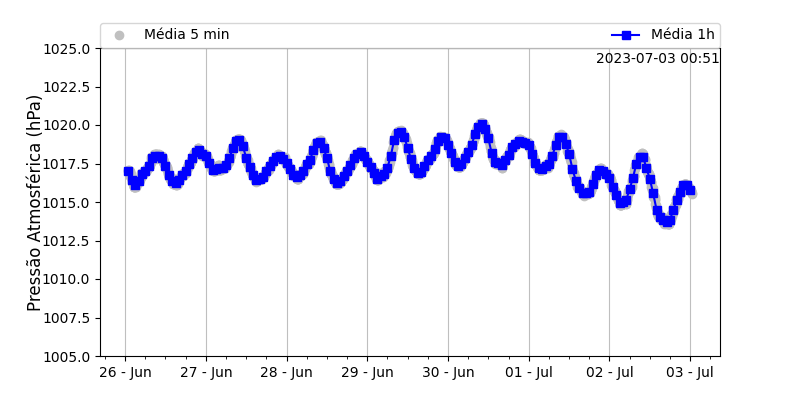 Média 5 min
Média 1h
2023-07-03 00:51
Pressão Atmosférica (hPa)
1025.0
1022.5
1020.0
1017.5
1015.0
1012.5
1010.0
1007.5
1005.0
26 - Jun
27 - Jun
28 - Jun
29 - Jun
30 - Jun
01 - Jul
02 - Jul
03 - Jul